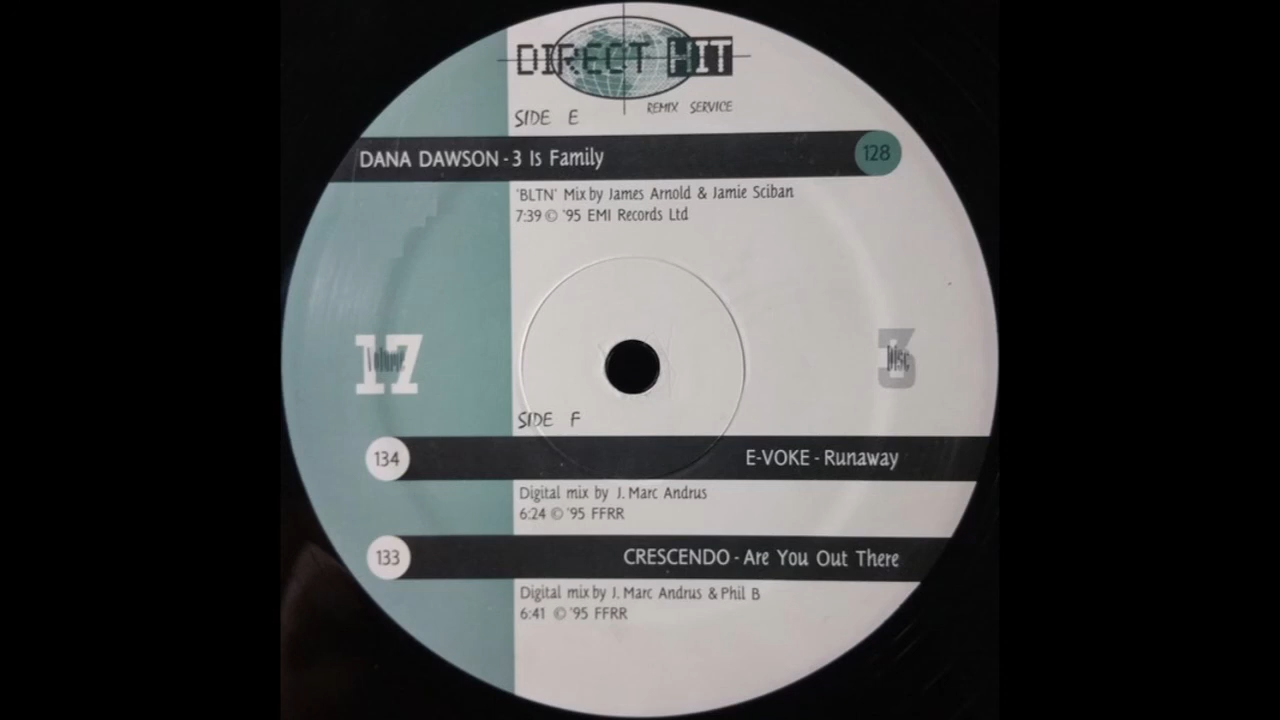 DIRECT HIT
REMIX SERVICE
SIDE E
DANA DAWSON - 3 Is Family 128
'BLTN' Mix by James Arnold & Jamie Sciban
7:39 © '95 EMI Records Ltd
Volume 17
Disc 3
SIDE F
134 E-VOKE - Runaway
Digital mix by J. Marc Andrus
6:24 © '95 FFRR
133 CRESCENDO - Are You Out There
Digital mix by J. Marc Andrus & Phil B
6:41 © '95 FFRR